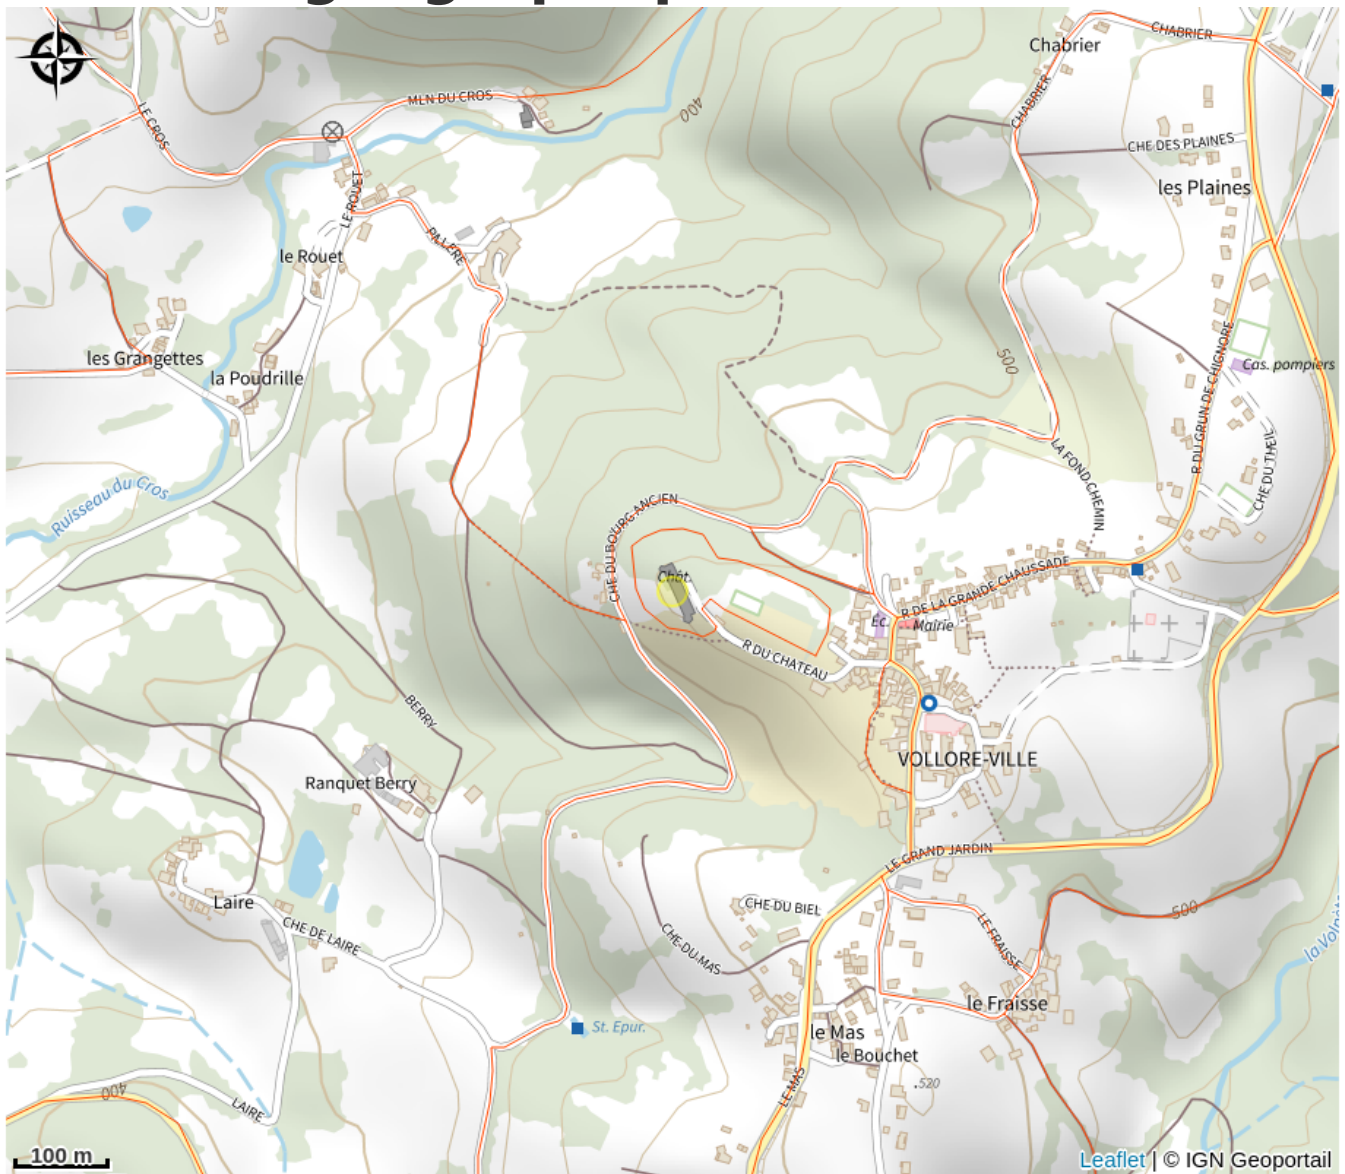 Chabrier
CHABRIER
CHABRIER
LE CROS
MLN DU CROS
400
CHE DES PLAINES
les Plaines
LE ROUET
PALERE
le Rouet
les Grangettes
la Poudrille
500
R DU GRUN DE CHIGNORE
Cas. pompiers
LA FOND-CHEMIN
CHE DU THEIL
Ruisseau du Cros
CHE DU BOURG ANCIEN
Chât.
R DE LA GRANDE CHAUSSADE
Ec.
Mairie
R DU CHATEAU
BERRY
VOLLORE-VILLE
Ranquet Berry
LE GRAND JARDIN
Laire
CHE DE LAIRE
CHE DU BIEL
CHE-DU-MAS
LE FRAISSE
500
le Fraisse
St. Epur.
le Mas
le Bouchet
.520
LE MAS
400
LAIRE
100 m
Leaflet | © IGN Geoportail